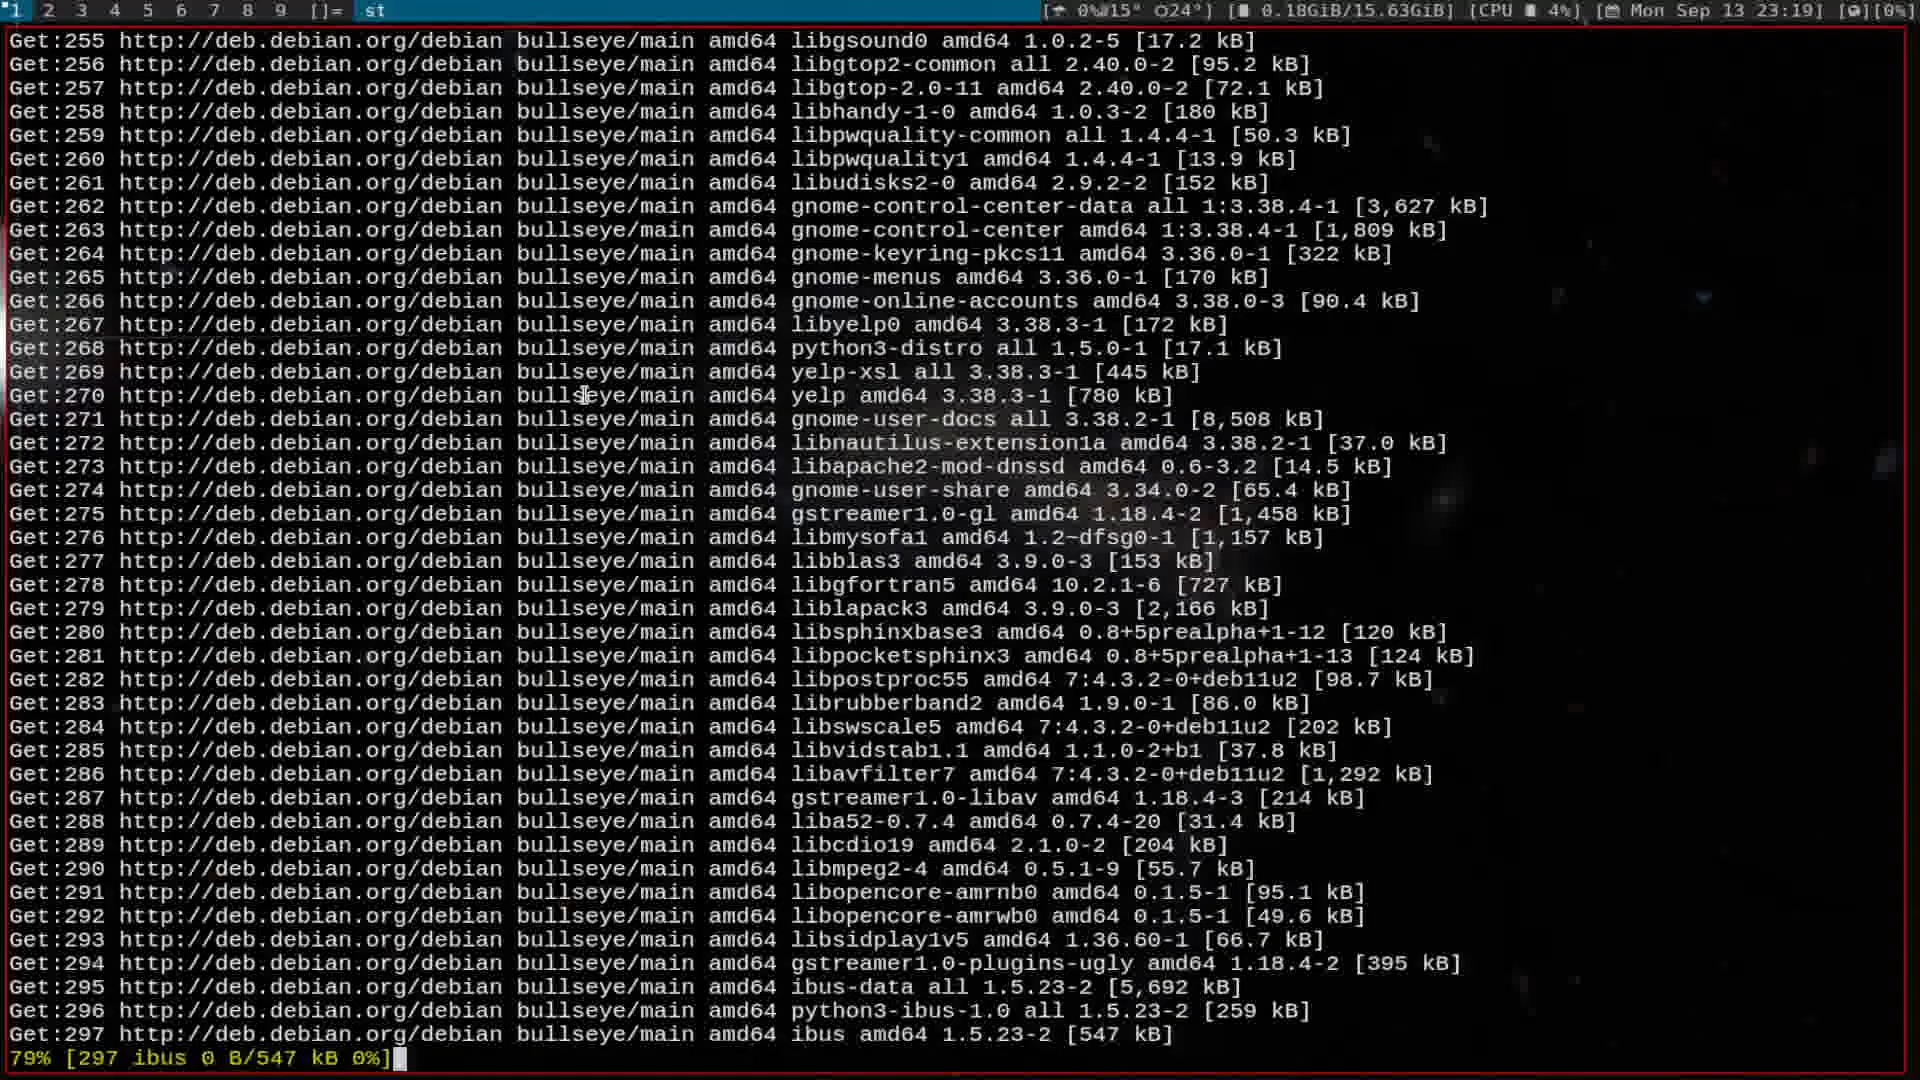 1 2 3 4 5 6 7 8 9 []= st [☂ 0% 15° 24°] [ 0.18GiB/15.63GiB] [CPU 4%] [ Mon Sep 13 23:19] [ ][0%]
Get:255 http://deb.debian.org/debian bullseye/main amd64 libgsound0 amd64 1.0.2-5 [17.2 kB]
Get:256 http://deb.debian.org/debian bullseye/main amd64 libgtop2-common all 2.40.0-2 [95.2 kB]
Get:257 http://deb.debian.org/debian bullseye/main amd64 libgtop-2.0-11 amd64 2.40.0-2 [72.1 kB]
Get:258 http://deb.debian.org/debian bullseye/main amd64 libhandy-1-0 amd64 1.0.3-2 [180 kB]
Get:259 http://deb.debian.org/debian bullseye/main amd64 libpwquality-common all 1.4.4-1 [50.3 kB]
Get:260 http://deb.debian.org/debian bullseye/main amd64 libpwquality1 amd64 1.4.4-1 [13.9 kB]
Get:261 http://deb.debian.org/debian bullseye/main amd64 libudisks2-0 amd64 2.9.2-2 [152 kB]
Get:262 http://deb.debian.org/debian bullseye/main amd64 gnome-control-center-data all 1:3.38.4-1 [3,627 kB]
Get:263 http://deb.debian.org/debian bullseye/main amd64 gnome-control-center amd64 1:3.38.4-1 [1,809 kB]
Get:264 http://deb.debian.org/debian bullseye/main amd64 gnome-keyring-pkcs11 amd64 3.36.0-1 [322 kB]
Get:265 http://deb.debian.org/debian bullseye/main amd64 gnome-menus amd64 3.36.0-1 [170 kB]
Get:266 http://deb.debian.org/debian bullseye/main amd64 gnome-online-accounts amd64 3.38.0-3 [90.4 kB]
Get:267 http://deb.debian.org/debian bullseye/main amd64 libyelp0 amd64 3.38.3-1 [172 kB]
Get:268 http://deb.debian.org/debian bullseye/main amd64 python3-distro all 1.5.0-1 [17.1 kB]
Get:269 http://deb.debian.org/debian bullseye/main amd64 yelp-xsl all 3.38.3-1 [445 kB]
Get:270 http://deb.debian.org/debian bullseye/main amd64 yelp amd64 3.38.3-1 [780 kB]
Get:271 http://deb.debian.org/debian bullseye/main amd64 gnome-user-docs all 3.38.2-1 [8,508 kB]
Get:272 http://deb.debian.org/debian bullseye/main amd64 libnautilus-extension1a amd64 3.38.2-1 [37.0 kB]
Get:273 http://deb.debian.org/debian bullseye/main amd64 libapache2-mod-dnssd amd64 0.6-3.2 [14.5 kB]
Get:274 http://deb.debian.org/debian bullseye/main amd64 gnome-user-share amd64 3.34.0-2 [65.4 kB]
Get:275 http://deb.debian.org/debian bullseye/main amd64 gstreamer1.0-gl amd64 1.18.4-2 [1,458 kB]
Get:276 http://deb.debian.org/debian bullseye/main amd64 libmysofa1 amd64 1.2~dfsg0-1 [1,157 kB]
Get:277 http://deb.debian.org/debian bullseye/main amd64 libblas3 amd64 3.9.0-3 [153 kB]
Get:278 http://deb.debian.org/debian bullseye/main amd64 libgfortran5 amd64 10.2.1-6 [727 kB]
Get:279 http://deb.debian.org/debian bullseye/main amd64 liblapack3 amd64 3.9.0-3 [2,166 kB]
Get:280 http://deb.debian.org/debian bullseye/main amd64 libsphinxbase3 amd64 0.8+5prealpha+1-12 [120 kB]
Get:281 http://deb.debian.org/debian bullseye/main amd64 libpocketsphinx3 amd64 0.8+5prealpha+1-13 [124 kB]
Get:282 http://deb.debian.org/debian bullseye/main amd64 libpostproc55 amd64 7:4.3.2-0+deb11u2 [98.7 kB]
Get:283 http://deb.debian.org/debian bullseye/main amd64 librubberband2 amd64 1.9.0-1 [86.0 kB]
Get:284 http://deb.debian.org/debian bullseye/main amd64 libswscale5 amd64 7:4.3.2-0+deb11u2 [202 kB]
Get:285 http://deb.debian.org/debian bullseye/main amd64 libvidstab1.1 amd64 1.1.0-2+b1 [37.8 kB]
Get:286 http://deb.debian.org/debian bullseye/main amd64 libavfilter7 amd64 7:4.3.2-0+deb11u2 [1,292 kB]
Get:287 http://deb.debian.org/debian bullseye/main amd64 gstreamer1.0-libav amd64 1.18.4-3 [214 kB]
Get:288 http://deb.debian.org/debian bullseye/main amd64 liba52-0.7.4 amd64 0.7.4-20 [31.4 kB]
Get:289 http://deb.debian.org/debian bullseye/main amd64 libcdio19 amd64 2.1.0-2 [204 kB]
Get:290 http://deb.debian.org/debian bullseye/main amd64 libmpeg2-4 amd64 0.5.1-9 [55.7 kB]
Get:291 http://deb.debian.org/debian bullseye/main amd64 libopencore-amrnb0 amd64 0.1.5-1 [95.1 kB]
Get:292 http://deb.debian.org/debian bullseye/main amd64 libopencore-amrwb0 amd64 0.1.5-1 [49.6 kB]
Get:293 http://deb.debian.org/debian bullseye/main amd64 libsidplay1v5 amd64 1.36.60-1 [66.7 kB]
Get:294 http://deb.debian.org/debian bullseye/main amd64 gstreamer1.0-plugins-ugly amd64 1.18.4-2 [395 kB]
Get:295 http://deb.debian.org/debian bullseye/main amd64 ibus-data all 1.5.23-2 [5,692 kB]
Get:296 http://deb.debian.org/debian bullseye/main amd64 python3-ibus-1.0 all 1.5.23-2 [259 kB]
Get:297 http://deb.debian.org/debian bullseye/main amd64 ibus amd64 1.5.23-2 [547 kB]
79% [297 ibus 0 B/547 kB 0%]